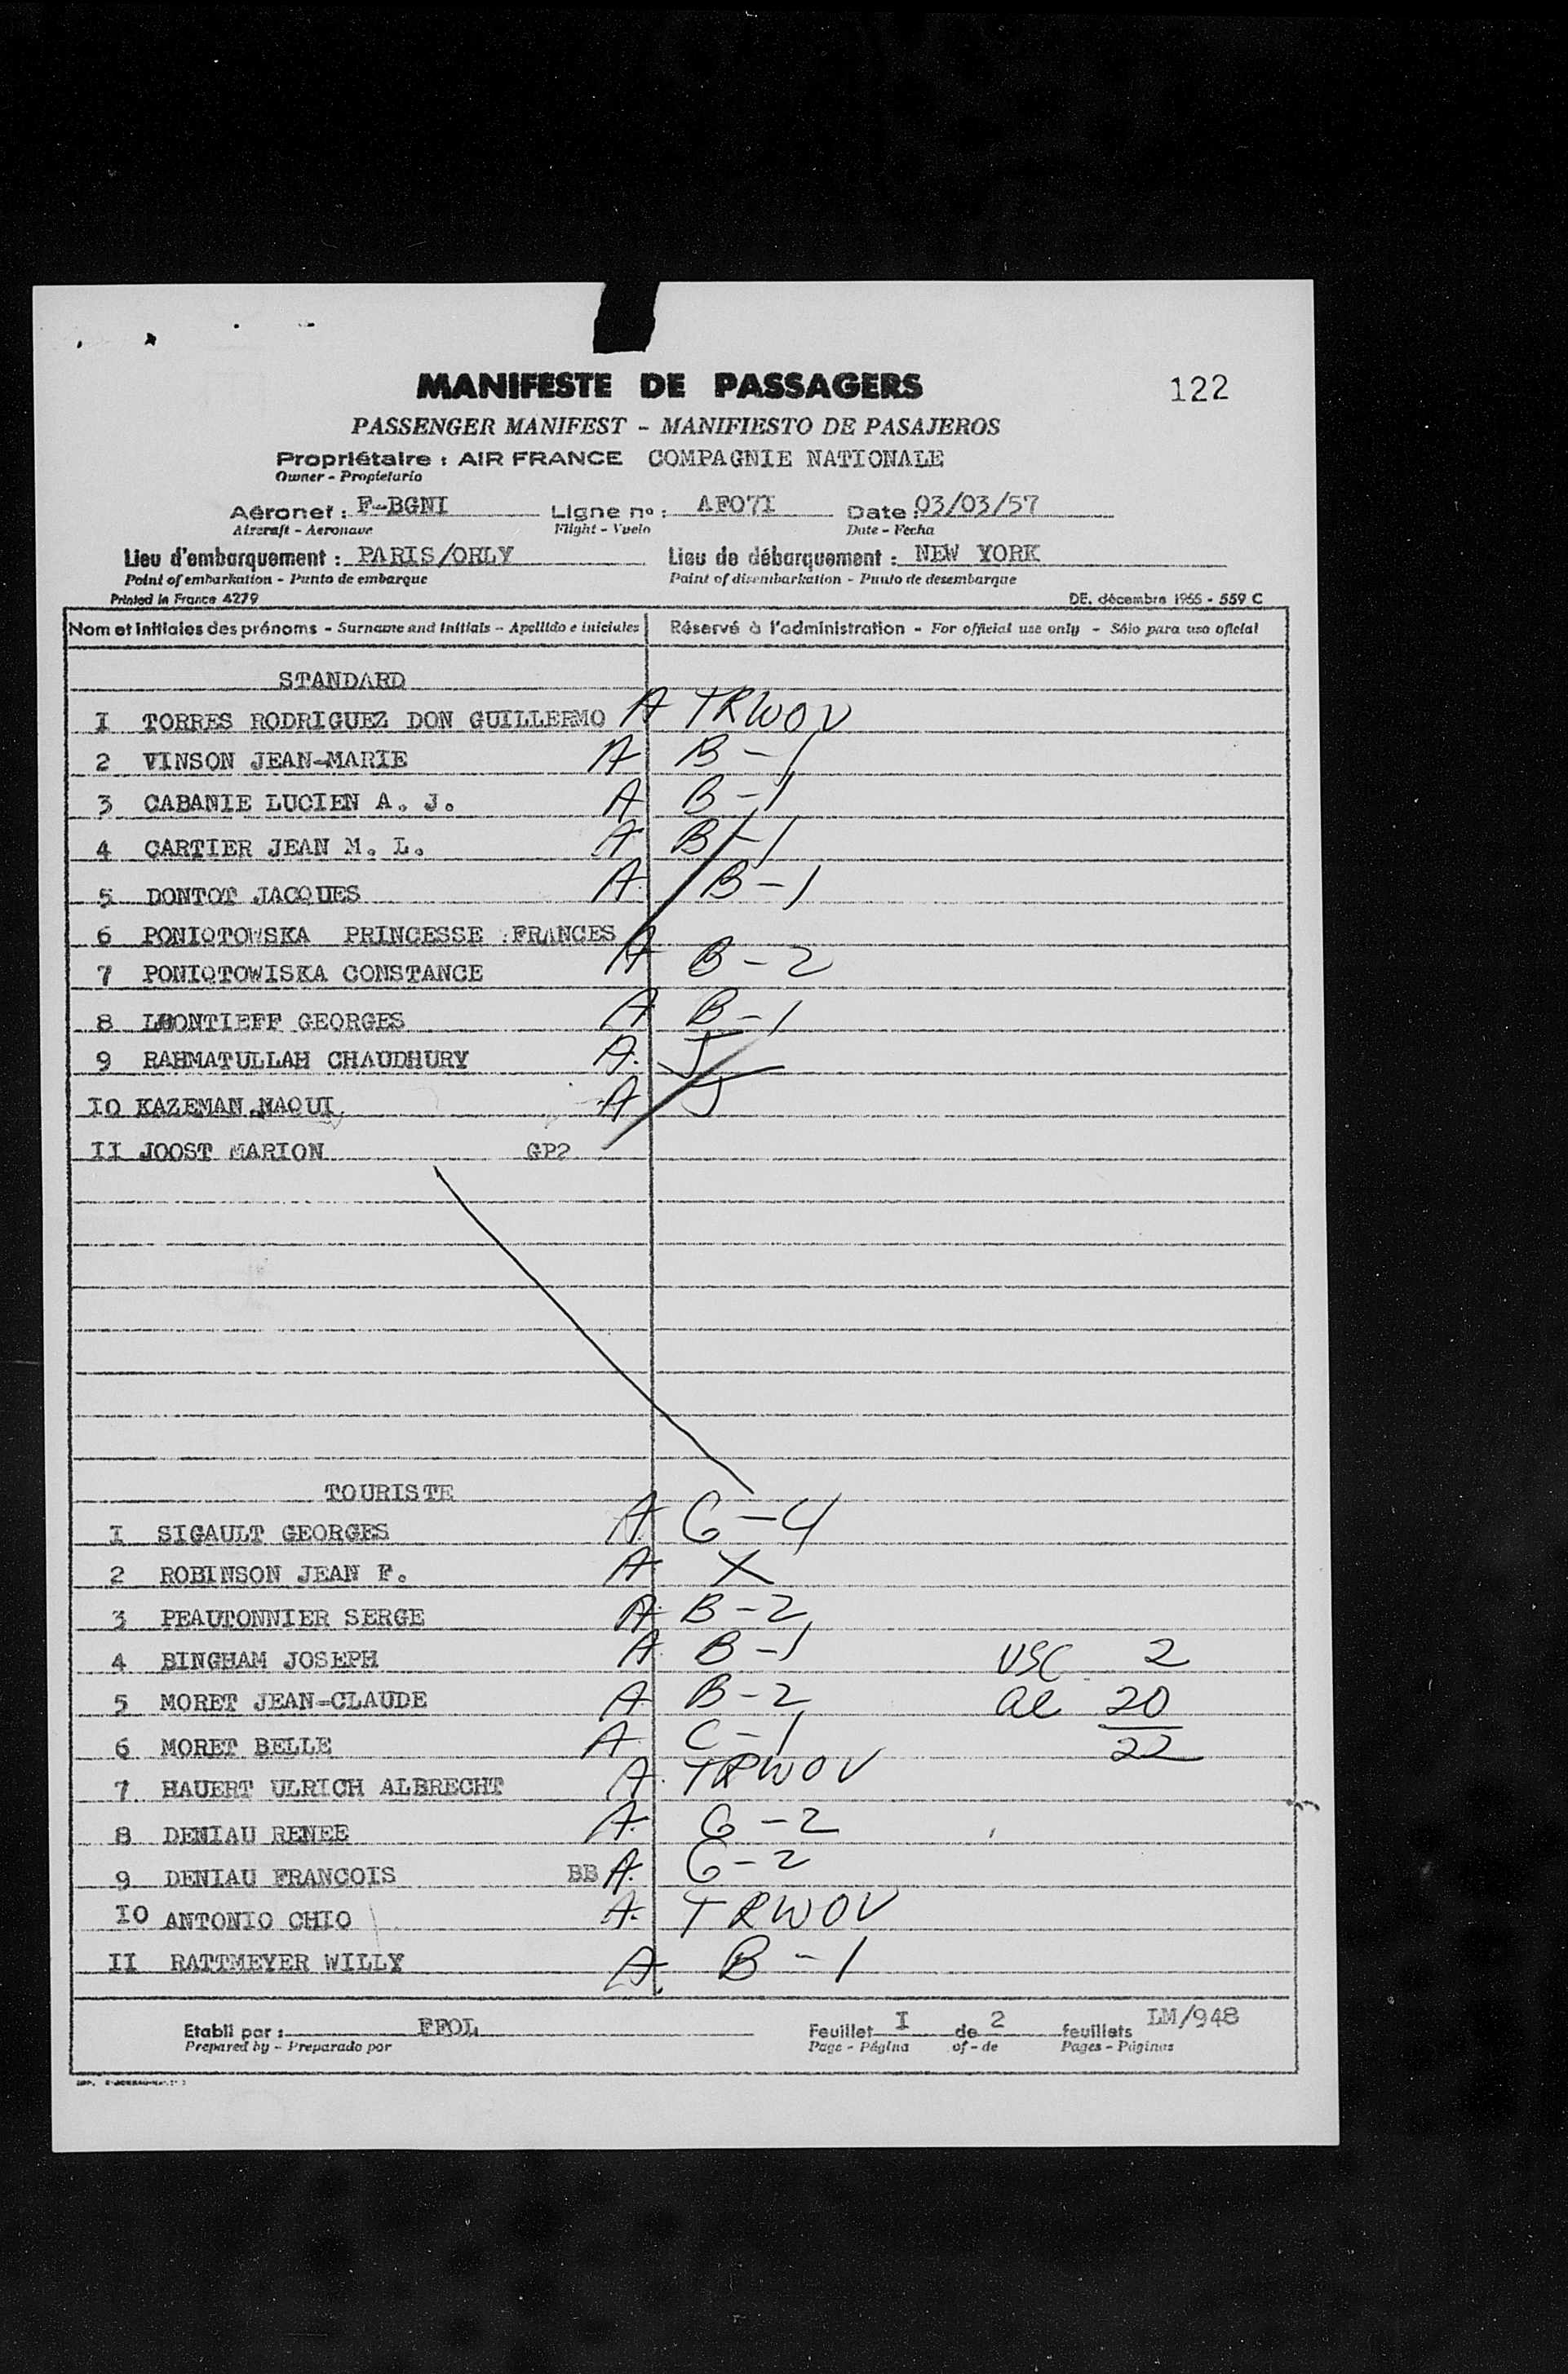 122
MANIFESTE DE PASSAGERS
PASSENGER MANIFEST - MANIFIESTO DE PASAJEROS
Propriétaire : AIR FRANCE COMPAGNIE NATIONALE
Owner - Propietario
Aéronef : F-BGNI Ligne no : AF07I Date : 03/03/57
Aircraft - Aeronave Flight - Vuelo Date - Fecha
Lieu d'embarquement : PARIS/ORLY Lieu de débarquement : NEW YORK
Point of embarkation - Punto de embarque Point of disembarkation - Punto de desembarque
Printed in France 4279 DE. décembre 1955 - 559 C
Nom et initiales des prénoms - Surname and initials - Apellido e iniciales Réservé à l'administration - For official use only - Sólo para uso oficial
STANDARD
I TORRES RODRIGUEZ DON GUILLERMO A TRWOV
2 VINSON JEAN-MARIE A B-1
3 CABANIE LUCIEN A. J. A B-1
4 CARTIER JEAN M. L. A B-1
5 DONTOT JACQUES A B-1
6 PONIQTOWSKA PRINCESSE FRANCES
7 PONIQTOWISKA CONSTANCE A B-2
8 LEONTIEFF GEORGES A B-1
9 RAHMATULLAH CHAUDHURY A J
I0 KAZEMAN NAQUI A J
II JOOST MARION GP2
TOURISTE
I SIGAULT GEORGES A G-4
2 ROBINSON JEAN F. A X
3 PEAUTONNIER SERGE A B-2
4 BINGHAM JOSEPH A B-1 USC 2
5 MORET JEAN-CLAUDE A B-2 al 20
6 MORET BELLE A C-1 22
7 HAUERT ULRICH ALBRECHT A TRWOV
8 DENIAU RENEE A G-2
9 DENIAU FRANCOIS BB A G-2
I0 ANTONIO CHIO A TRWOV
II RATTMEYER WILLY A B-1
Etabli par : FFOL Feuillet I de 2 feuillets LM/948
Prepared by - Preparado por Page - Página of - de Pages - Páginas